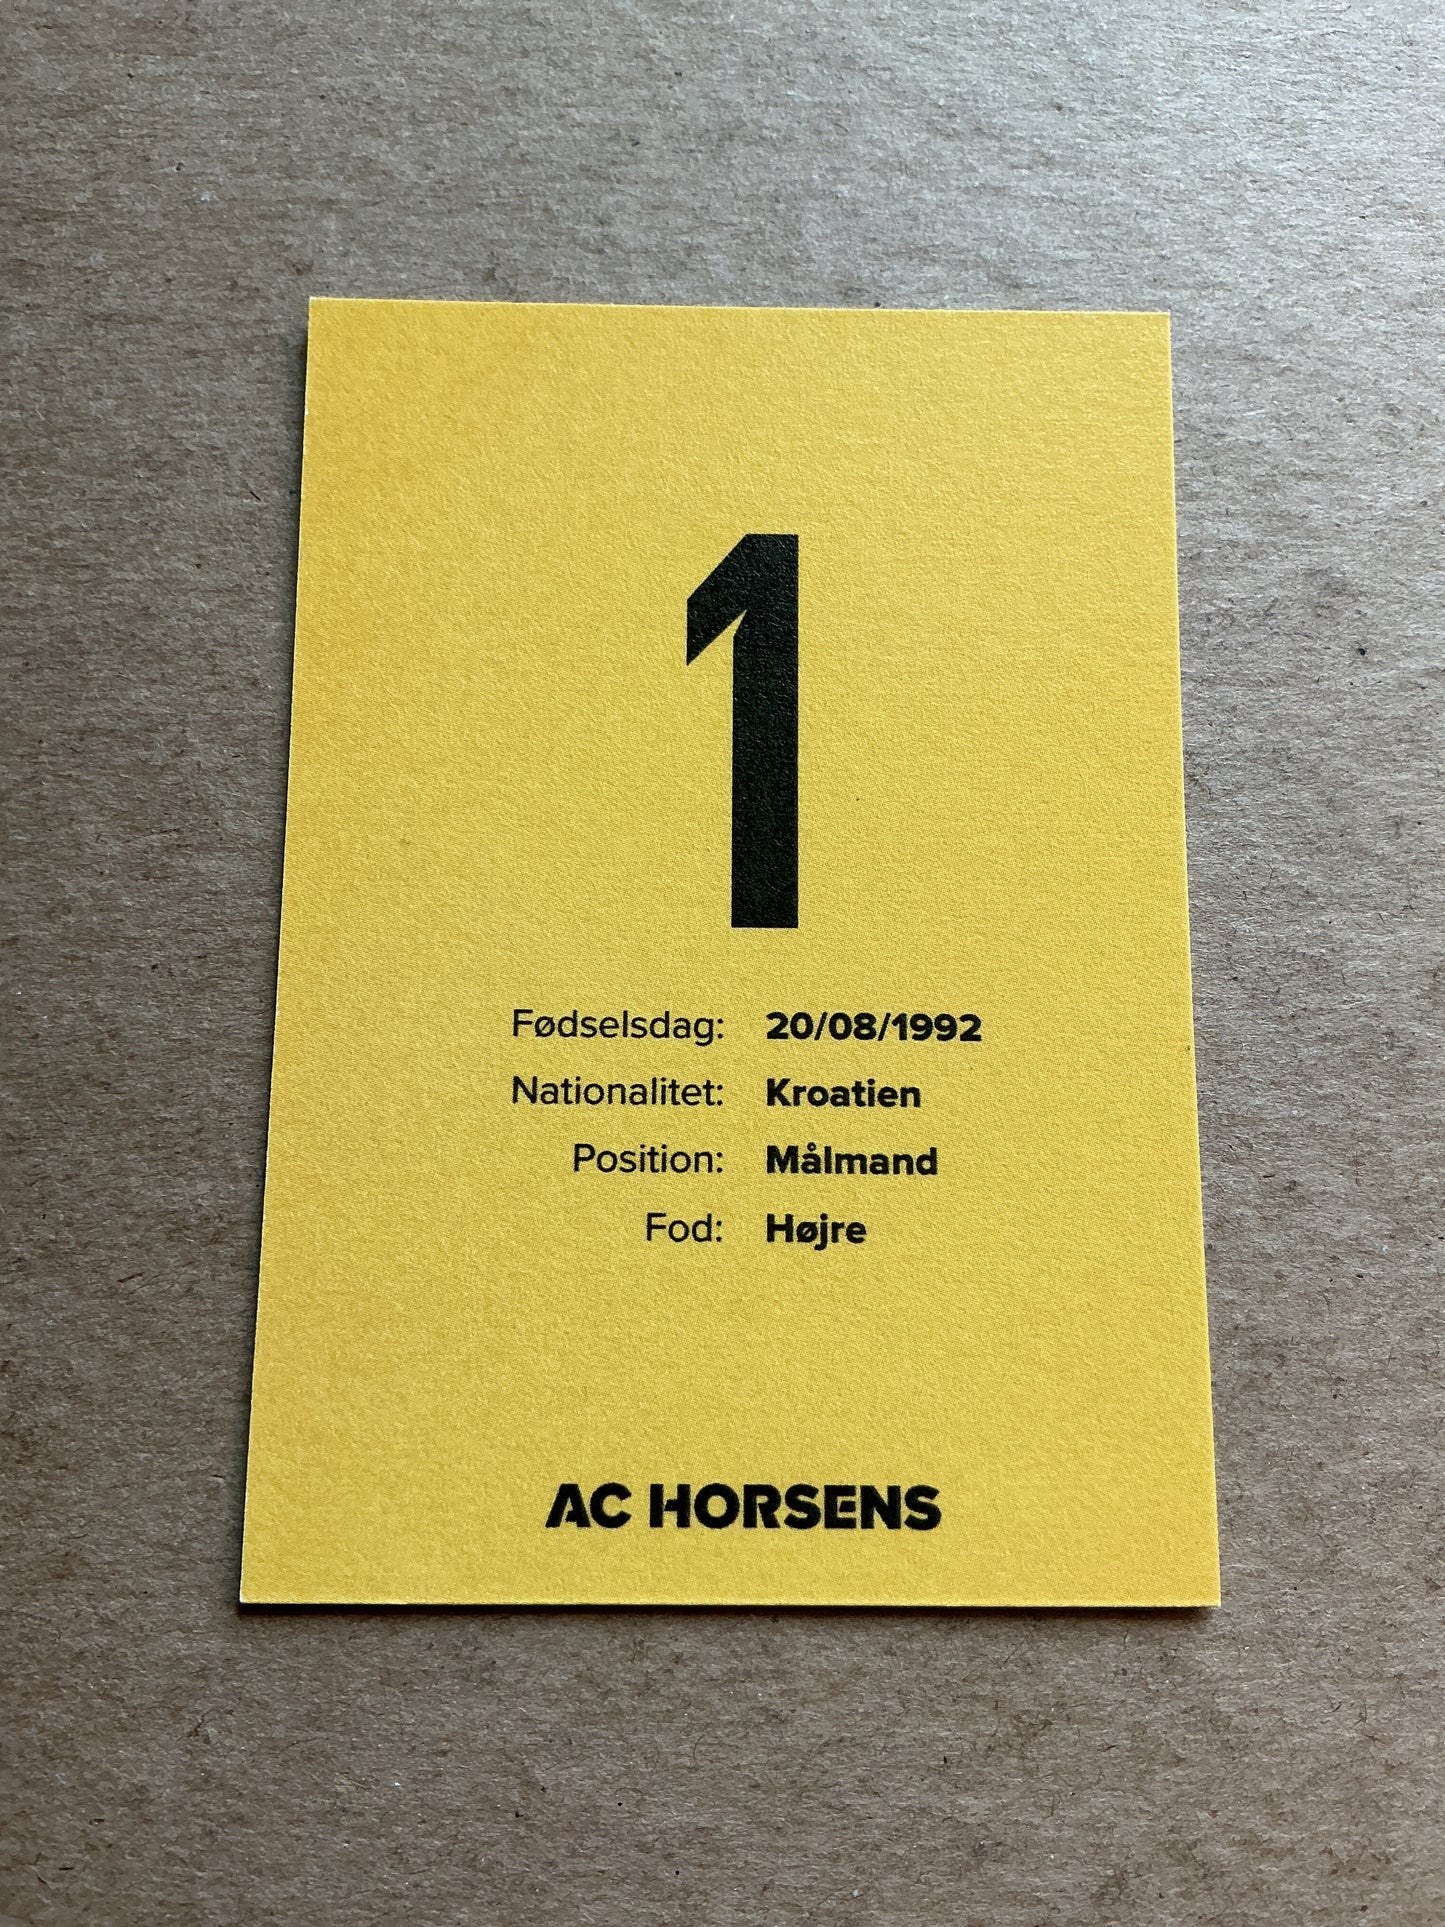 1
Fødselsdag: 20/08/1992
Nationalitet: Kroatien
Position: Målmand
Fod: Højre
AC HORSENS